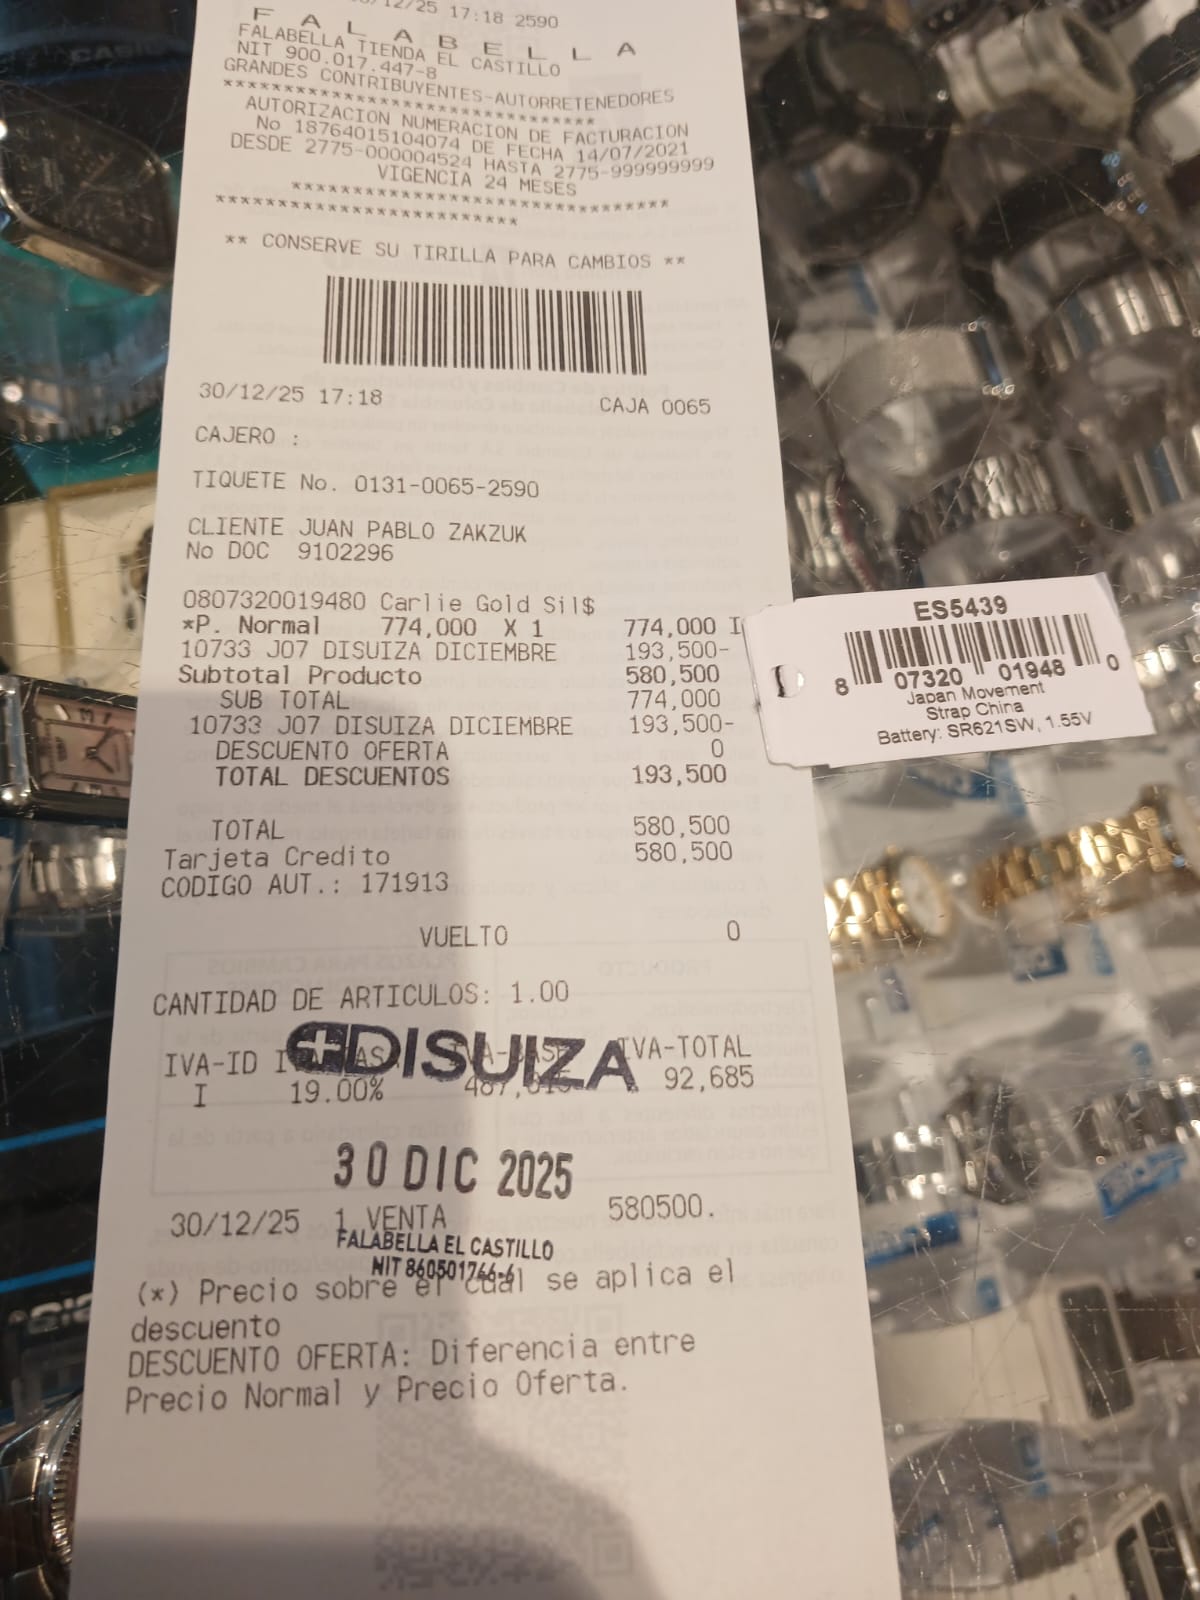 30/12/25 17:18 2590
F A L A B E L L A
FALABELLA TIENDA EL CASTILLO
NIT 900.017.447-8
GRANDES CONTRIBUYENTES-AUTORRETENEDORES
******************************
AUTORIZACION NUMERACION DE FACTURACION
No 18764015104074 DE FECHA 14/07/2021
DESDE 2775-000004524 HASTA 2775-999999999
VIGENCIA 24 MESES
************************************
************************
** CONSERVE SU TIRILLA PARA CAMBIOS **
30/12/25 17:18 CAJA 0065
CAJERO :
TIQUETE No. 0131-0065-2590
CLIENTE JUAN PABLO ZAKZUK
No DOC 9102296
0807320019480 Carlie Gold Sil$
*P. Normal 774,000 X 1 774,000 I
10733 J07 DISUIZA DICIEMBRE 193,500-
Subtotal Producto 580,500
SUB TOTAL 774,000
10733 J07 DISUIZA DICIEMBRE 193,500-
DESCUENTO OFERTA 0
TOTAL DESCUENTOS 193,500
TOTAL 580,500
Tarjeta Credito 580,500
CODIGO AUT.: 171913
VUELTO 0
CANTIDAD DE ARTICULOS: 1.00
DISUIZA
IVA-ID IVA-BASE IVA-TOTAL
I 19.00% 92,685
30 DIC 2025
30/12/25 1 VENTA 580500.
FALABELLA EL CASTILLO
NIT 860501766-6
(*) Precio sobre el cual se aplica el
descuento
DESCUENTO OFERTA: Diferencia entre
Precio Normal y Precio Oferta.
ES5439
8 07320 01948 0
Japan Movement
Strap China
Battery: SR621SW, 1.55V